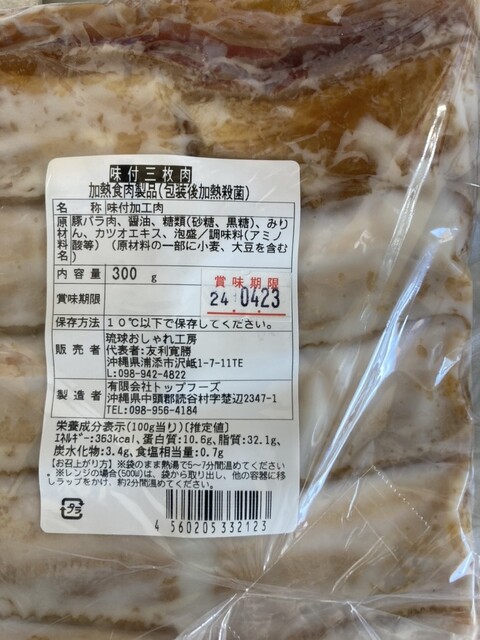 味付三枚肉
加熱食肉製品(包装後加熱殺菌)
名 称 味付加工肉
原材料名 豚バラ肉、醤油、糖類(砂糖、黒糖)、みり
ん、カツオエキス、泡盛/調味料(アミノ
酸等)(原材料の一部に小麦、大豆を含む
)
内容量 300 g
賞味期限
賞味期限
24.0423
保存方法 10℃以下で保存してください。
販売者 琉球おしゃれ工房
代表者:友利寛勝
沖縄県浦添市沢岻1-7-11TE
L:098-942-4822
製造者 有限会社トップフーズ
沖縄県中頭郡読谷村字楚辺2347-1
TEL:098-956-4184
栄養成分表示(100g当り)[推定値]
エネルギー:363kcal,蛋白質:10.6g,脂質:32.1g,
炭水化物:3.4g,食塩相当量:0.7g
【お召上がり方】※袋のまま熱湯で5~7分間温めてください
。※レンジの場合(500W)は、袋から取り出し、他の容器に移
しラップをかけ、約2分間温めてください。
プラ
4 560205 332123